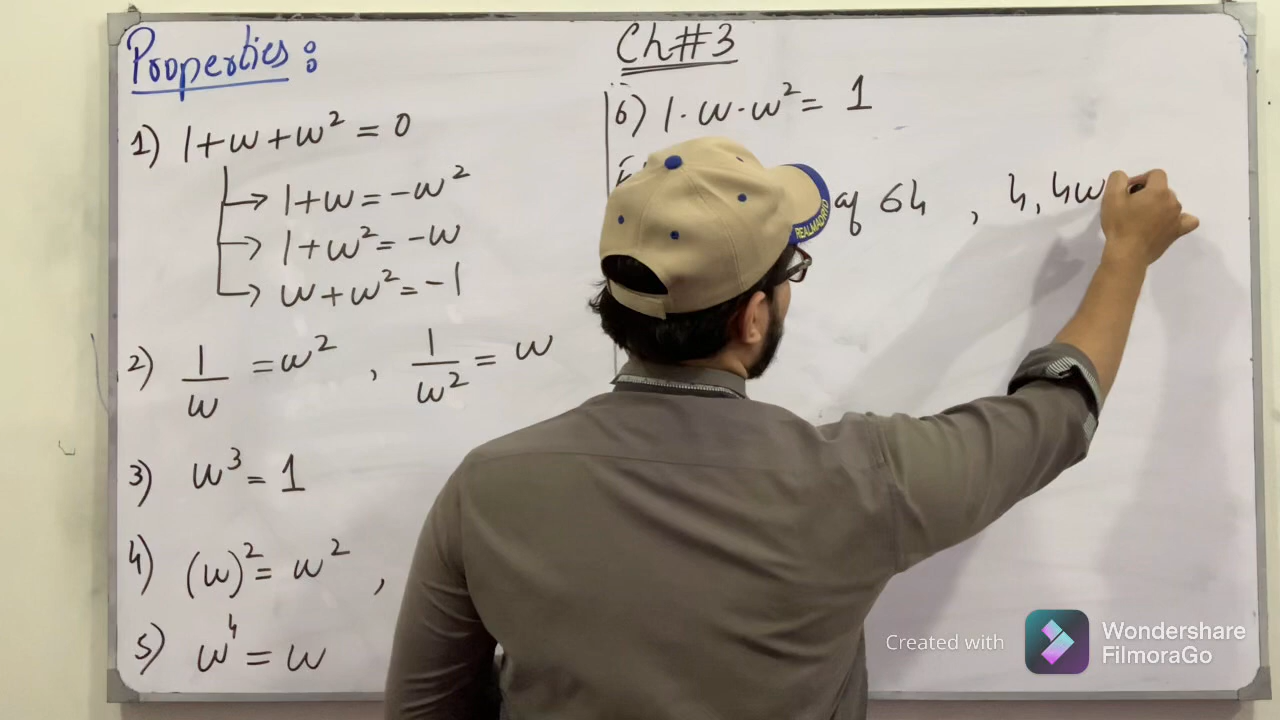 Properties:
1) 1+w+w² = 0
→ 1+w = -w²
→ 1+w² = -w
→ w+w² = -1
2) 1/w = w² , 1/w² = w
3) w³ = 1
4) (w)² = w² ,
5) w⁴ = w
Ch#3
6) 1·w·w² = 1
of 64 , 4, 4w
REALMADRID
Created with
Wondershare
FilmoraGo